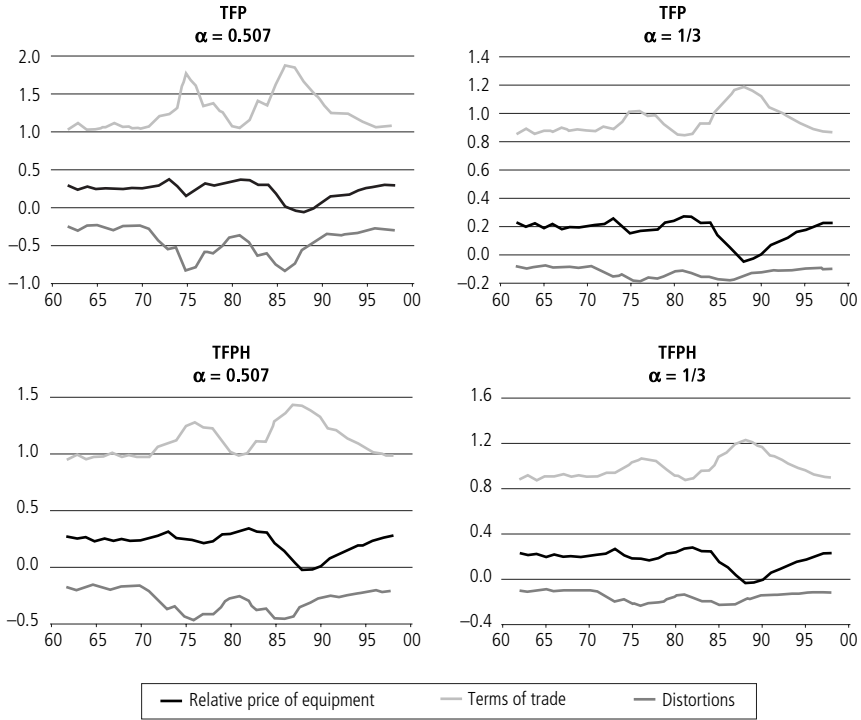 TFP
α = 0.507
2.0
1.5
1.0
0.5
0.0
−0.5
−1.0
60 65 70 75 80 85 90 95 00
TFP
α = 1/3
1.4
1.2
1.0
0.8
0.6
0.4
0.2
0.0
−0.2
60 65 70 75 80 85 90 95 00
TFPH
α = 0.507
1.5
1.0
0.5
0.0
−0.5
60 65 70 75 80 85 90 95 00
TFPH
α = 1/3
1.6
1.2
0.8
0.4
0.0
−0.4
60 65 70 75 80 85 90 95 00
Relative price of equipment Terms of trade Distortions